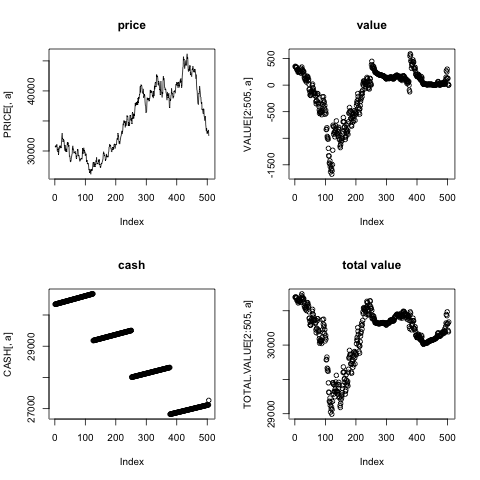 price
PRICE[, a]
30000 40000
0 100 200 300 400 500
Index
value
VALUE[2:505, a]
-1500 -500 0 500
0 100 200 300 400 500
Index
cash
CASH[, a]
27000 29000
0 100 200 300 400 500
Index
total value
TOTAL.VALUE[2:505, a]
29000 30000
0 100 200 300 400 500
Index